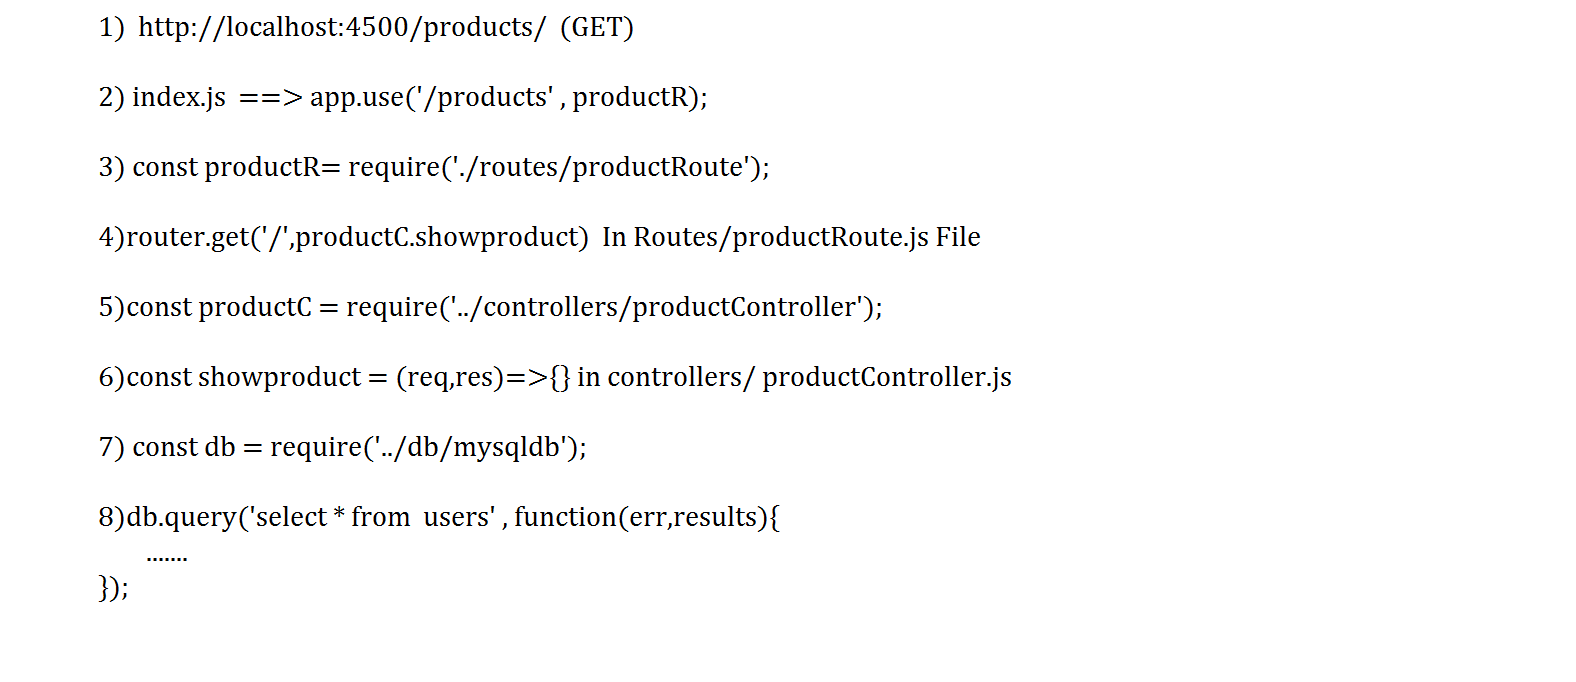 1)  http://localhost:4500/products/  (GET)
2) index.js  ==> app.use('/products' , productR);
3) const productR= require('./routes/productRoute');
4)router.get('/',productC.showproduct)  In Routes/productRoute.js File
5)const productC = require('../controllers/productController');
6)const showproduct = (req,res)=>{} in controllers/ productController.js
7) const db = require('../db/mysqldb');
8)db.query('select * from  users' , function(err,results){
.......
});